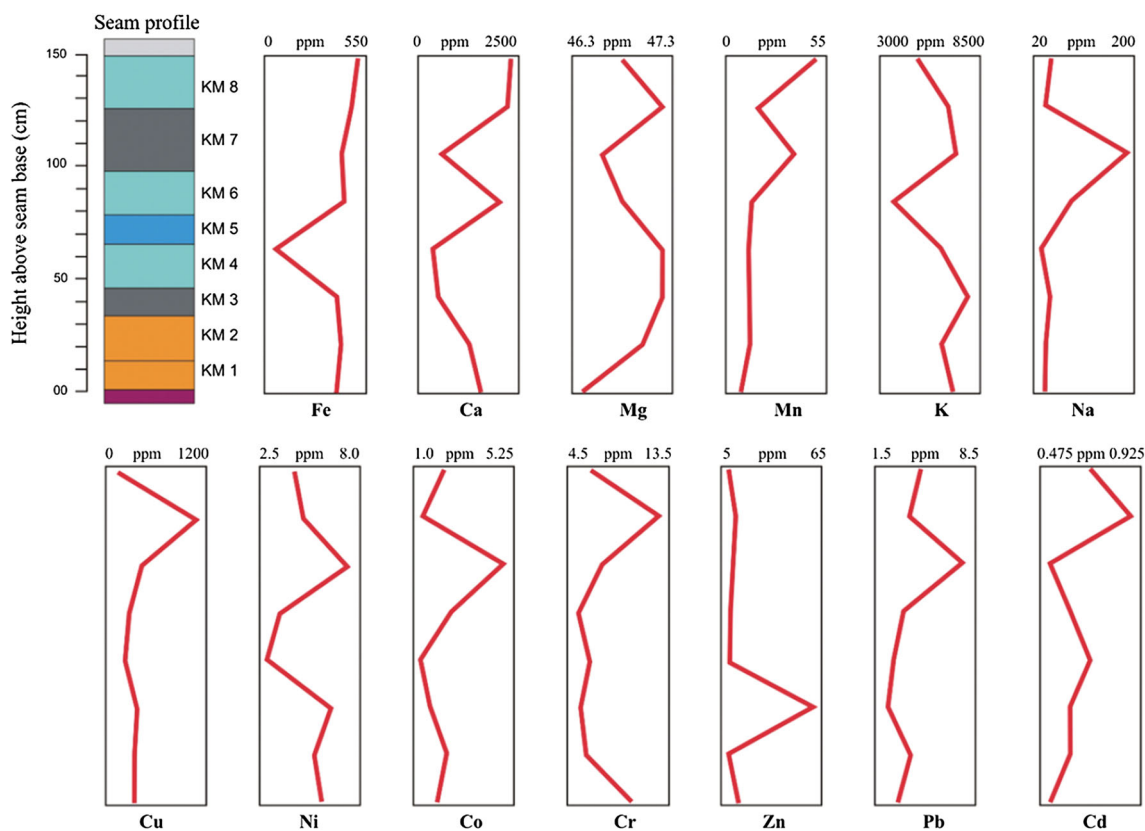 Seam profile
Height above seam base (cm)
150
100
50
00
KM 8
KM 7
KM 6
KM 5
KM 4
KM 3
KM 2
KM 1
0 ppm 550
Fe
0 ppm 2500
Ca
46.3 ppm 47.3
Mg
0 ppm 55
Mn
3000 ppm 8500
K
20 ppm 200
Na
0 ppm 1200
Cu
2.5 ppm 8.0
Ni
1.0 ppm 5.25
Co
4.5 ppm 13.5
Cr
5 ppm 65
Zn
1.5 ppm 8.5
Pb
0.475 ppm 0.925
Cd